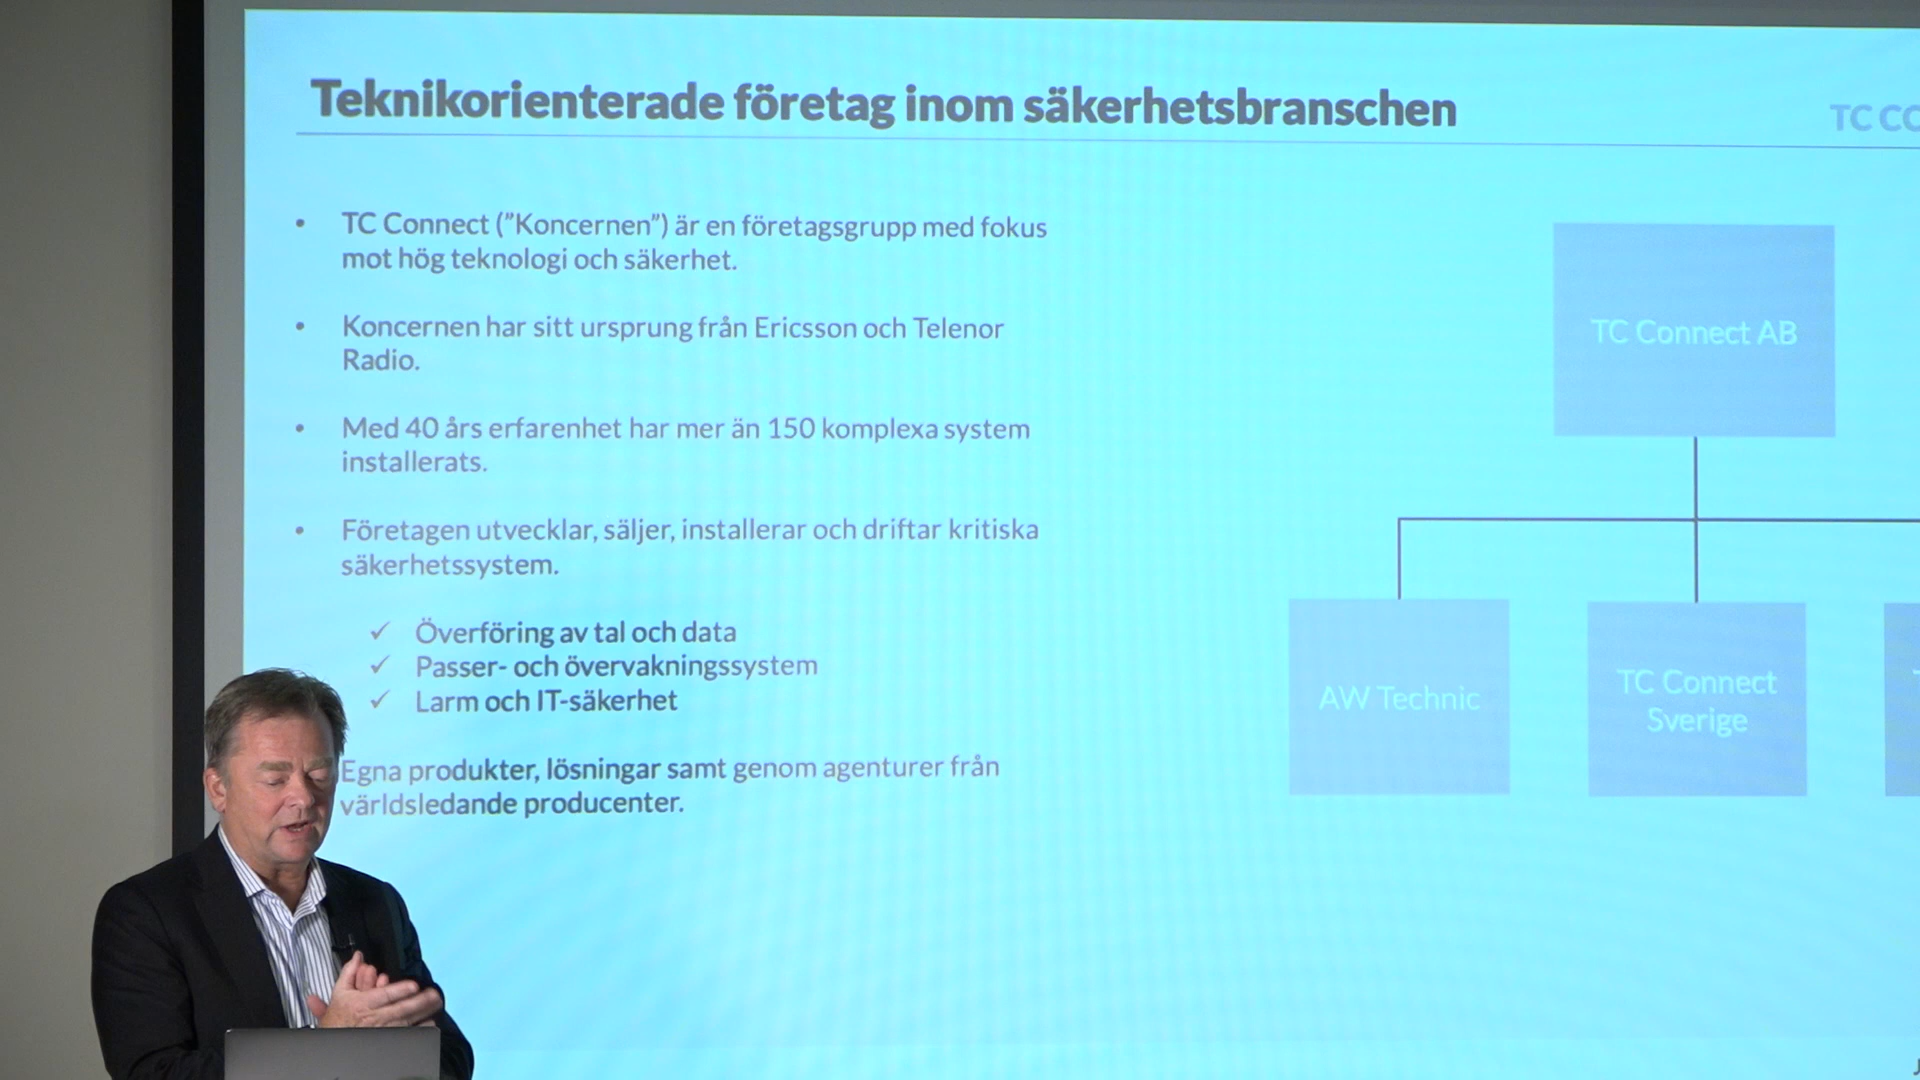 Teknikorienterade företag inom säkerhetsbranschen
TC CO
• TC Connect (”Koncernen”) är en företagsgrupp med fokus
mot hög teknologi och säkerhet.
• Koncernen har sitt ursprung från Ericsson och Telenor
Radio.
• Med 40 års erfarenhet har mer än 150 komplexa system
installerats.
• Företagen utvecklar, säljer, installerar och driftar kritiska
säkerhetssystem.
✓ Överföring av tal och data
✓ Passer- och övervakningssystem
✓ Larm och IT-säkerhet
Egna produkter, lösningar samt genom agenturer från
världsledande producenter.
TC Connect AB
AW Technic
TC Connect
Sverige